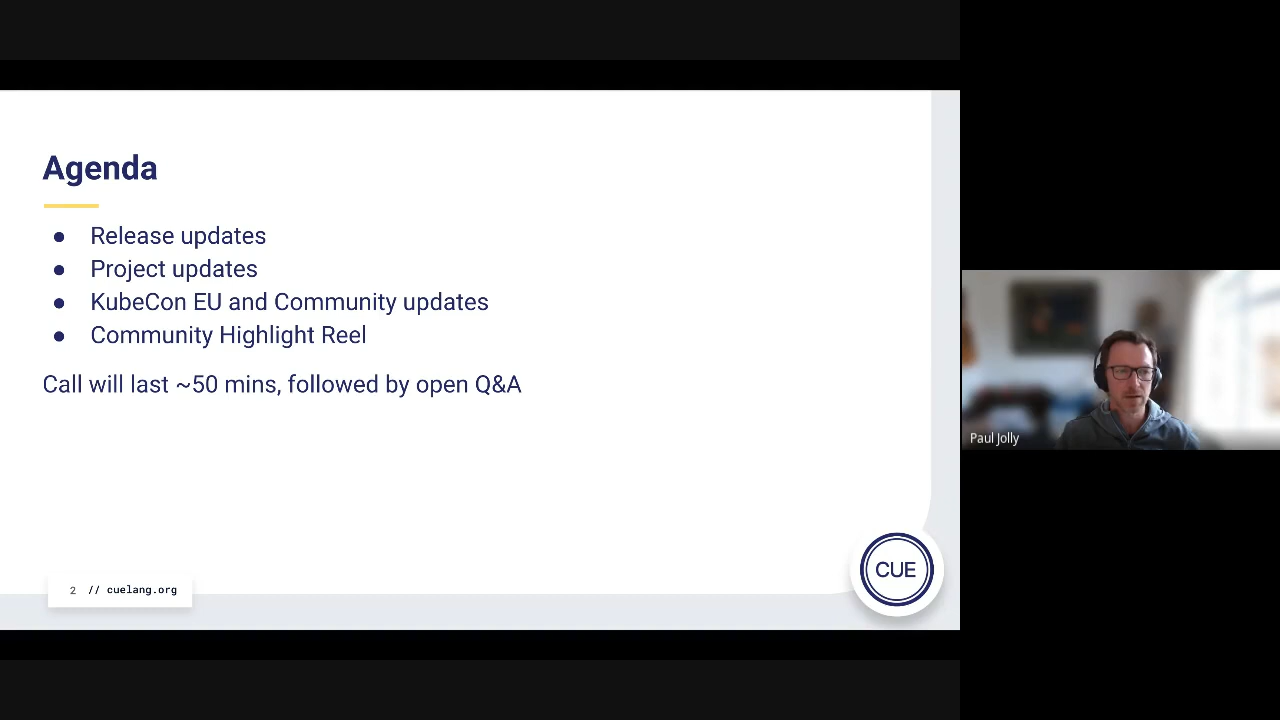 Agenda
● Release updates
● Project updates
● KubeCon EU and Community updates
● Community Highlight Reel
Call will last ~50 mins, followed by open Q&A
Paul Jolly
CUE
2 // cuelang.org